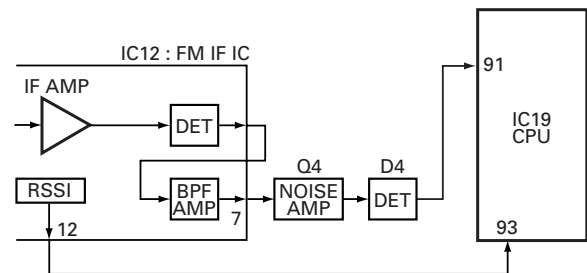 IC12 : FM IF IC
IF AMP
DET
91
IC19
CPU
Q4
D4
RSSI
BPF
AMP
NOISE
AMP
DET
7
12
93